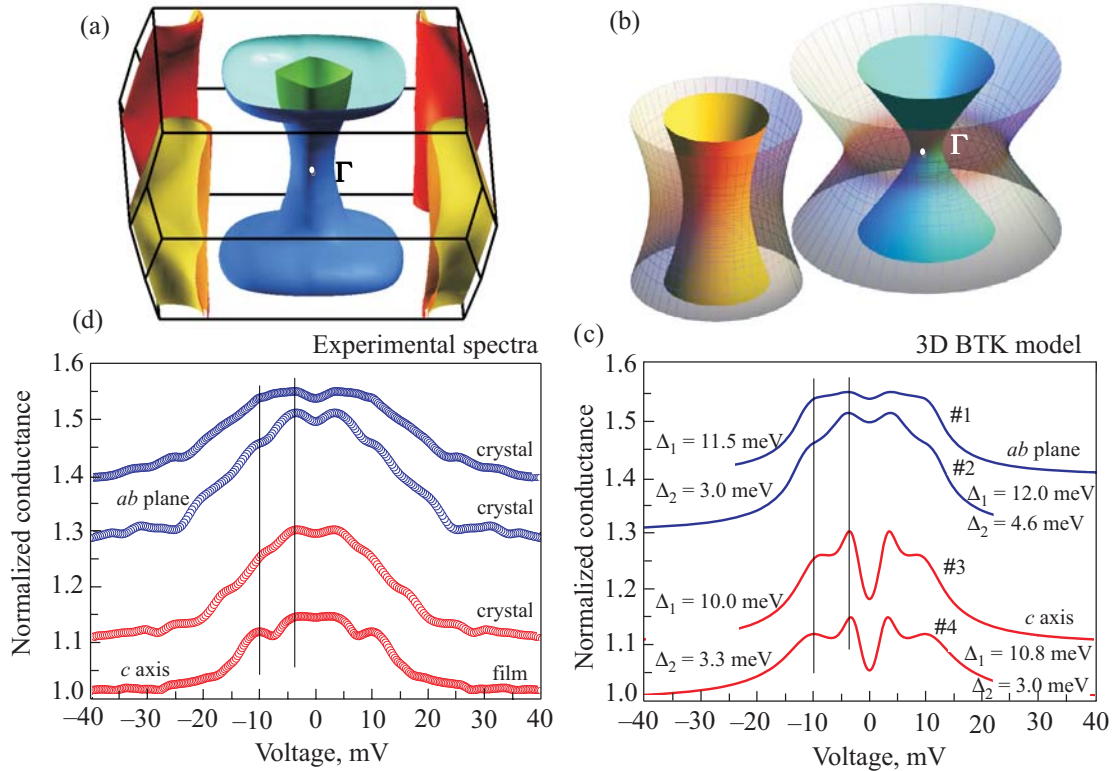 (a)
Γ
(b)
Γ
(d)
Experimental spectra
Normalized conductance
1.6
1.5
1.4
1.3
1.2
1.1
1.0
crystal
ab plane
crystal
crystal
c axis
film
–40
–20
–10
0
10
20
40
Voltage, mV
(c)
3D BTK model
Normalized conductance
1.6
1.5
1.4
1.3
1.2
1.1
1.0
#1
ab plane
Δ1 = 11.5 meV
#2
Δ2 = 3.0 meV
Δ1 = 12.0 meV
Δ2 = 4.6 meV
#3
Δ1 = 10.0 meV
c axis
#4
Δ2 = 3.3 meV
Δ1 = 10.8 meV
Δ2 = 3.0 meV
–40
–30
–20
–10
0
10
20
30
40
Voltage, mV